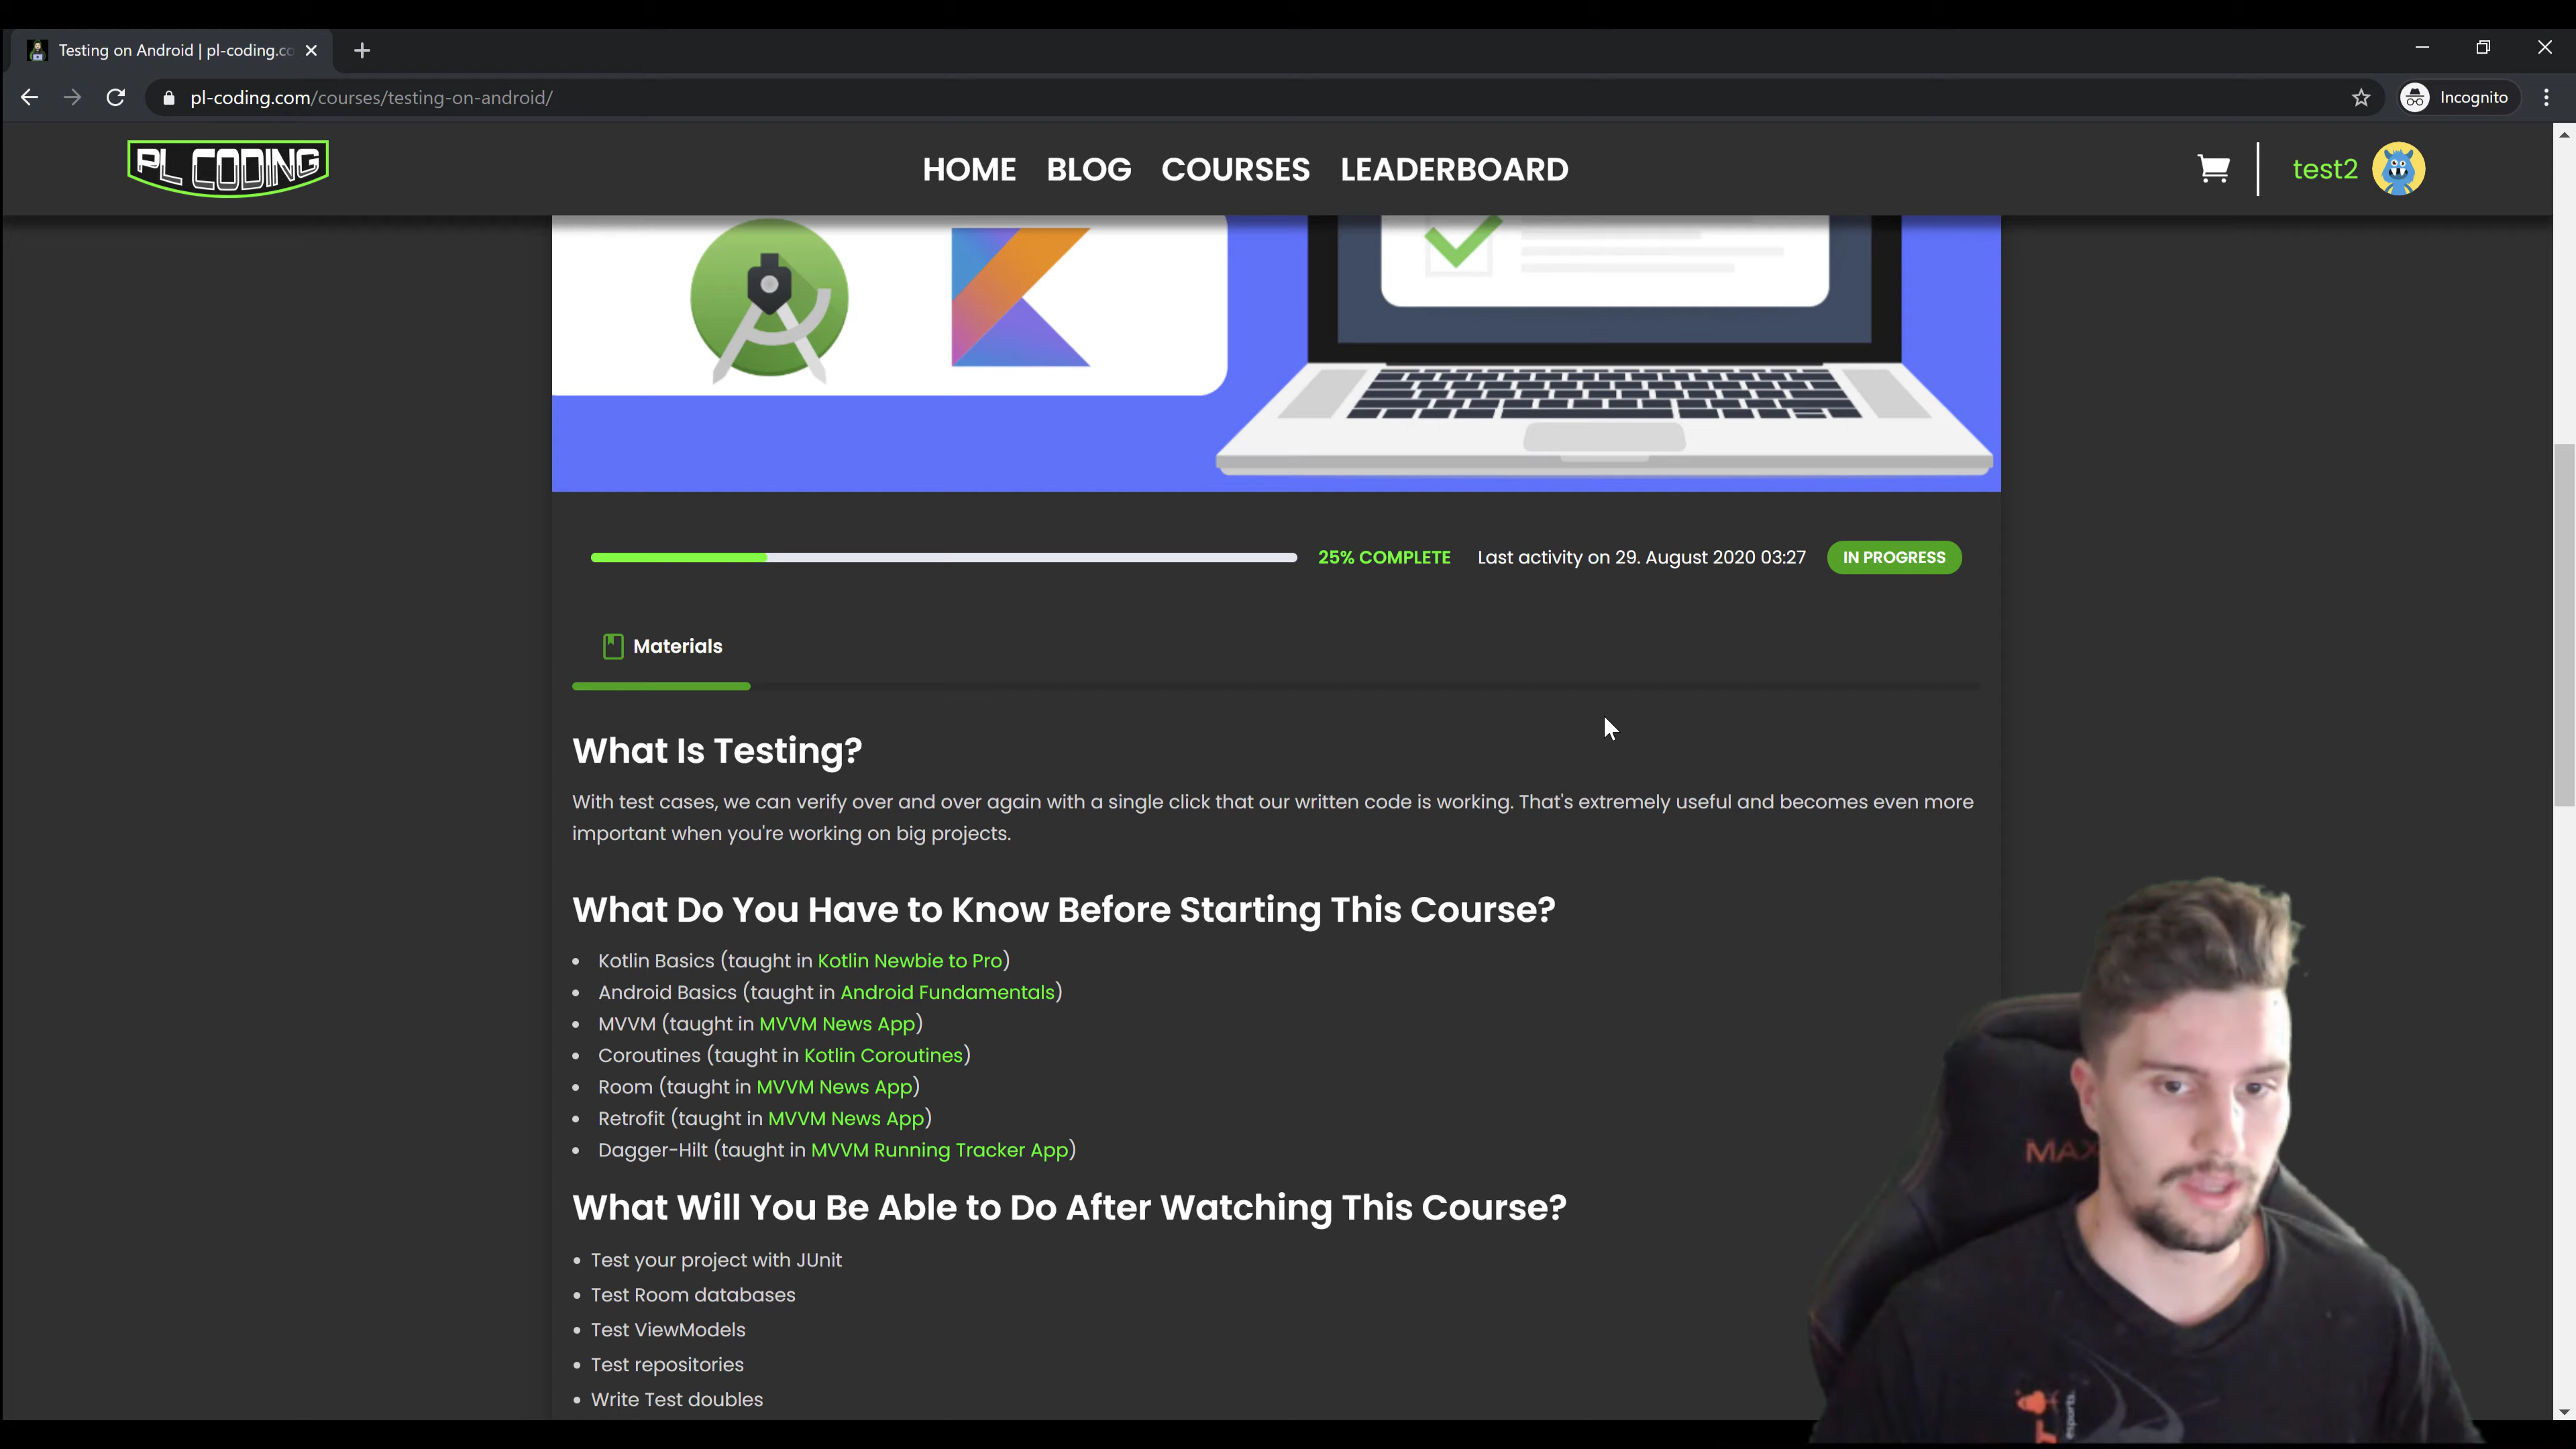 Testing on Android | pl-coding.co
pl-coding.com/courses/testing-on-android/
Incognito
PL CODING
HOME BLOG COURSES LEADERBOARD
test2
25% COMPLETE Last activity on 29. August 2020 03:27 IN PROGRESS
Materials
What Is Testing?
With test cases, we can verify over and over again with a single click that our written code is working. That's extremely useful and becomes even more
important when you're working on big projects.
What Do You Have to Know Before Starting This Course?
• Kotlin Basics (taught in Kotlin Newbie to Pro)
• Android Basics (taught in Android Fundamentals)
• MVVM (taught in MVVM News App)
• Coroutines (taught in Kotlin Coroutines)
• Room (taught in MVVM News App)
• Retrofit (taught in MVVM News App)
• Dagger-Hilt (taught in MVVM Running Tracker App)
What Will You Be Able to Do After Watching This Course?
• Test your project with JUnit
• Test Room databases
• Test ViewModels
• Test repositories
• Write Test doubles
MAX